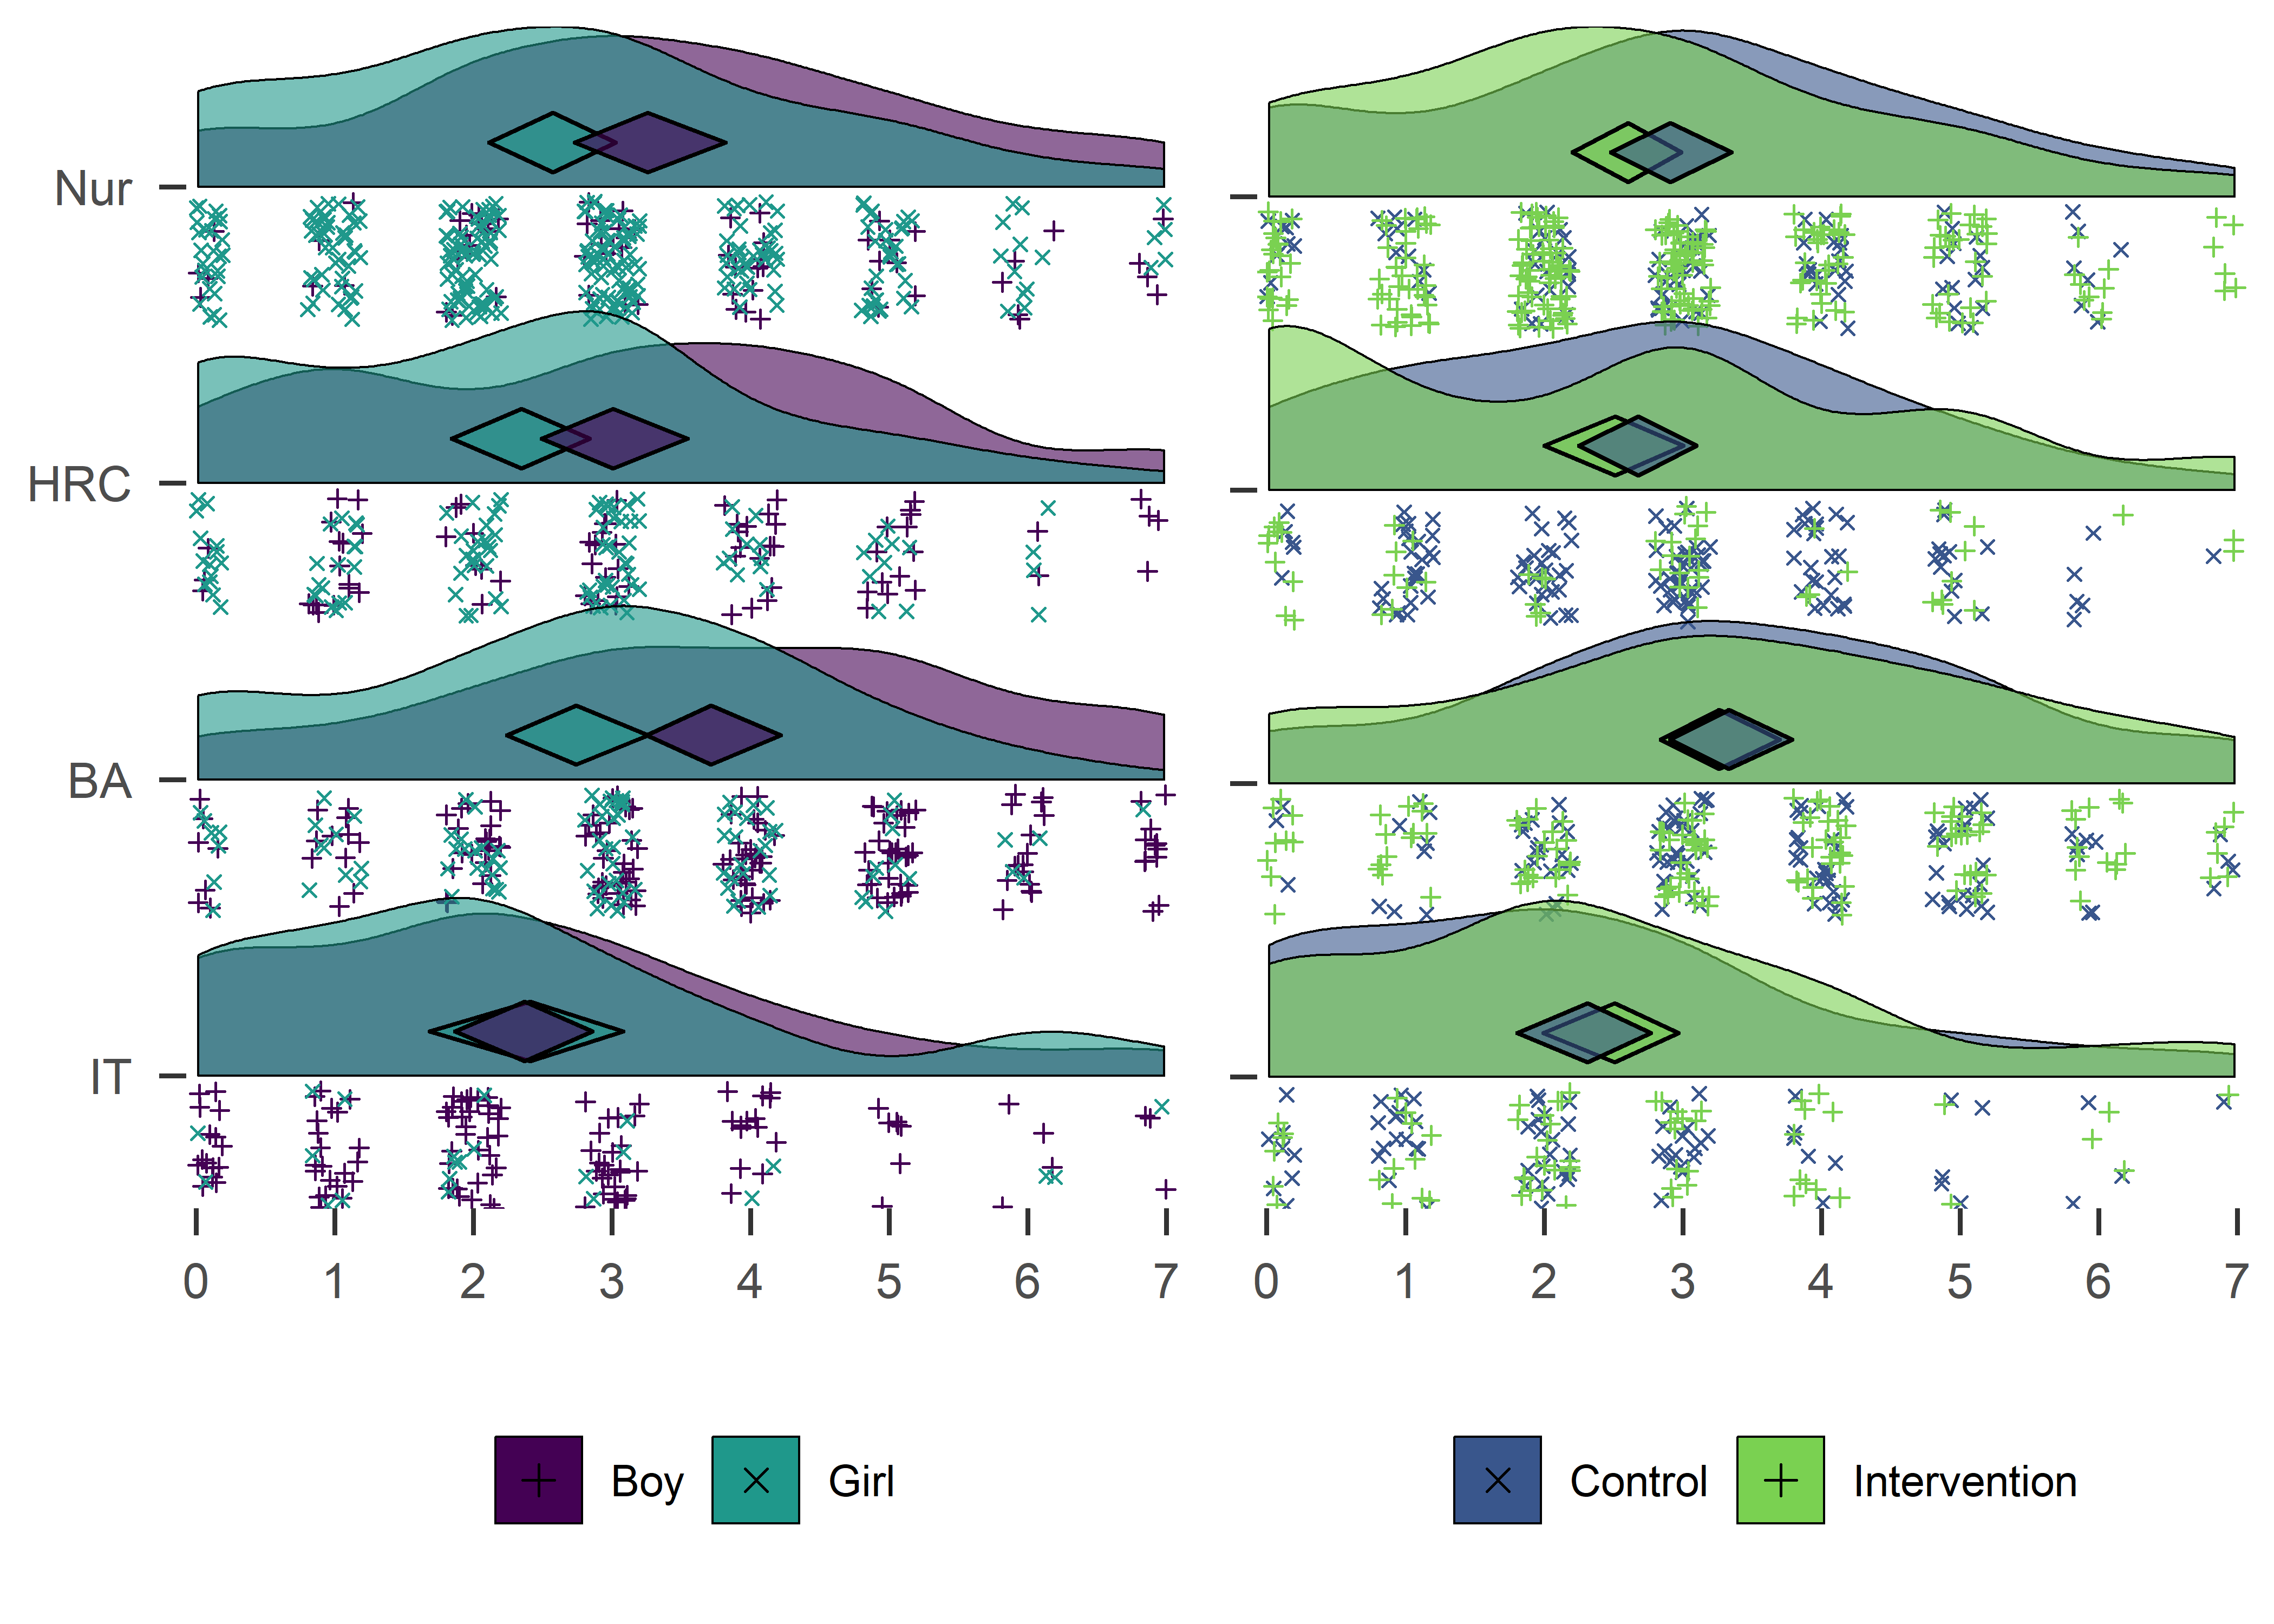 Nur
HRC
BA
IT
0 1 2 3 4 5 6 7
0 1 2 3 4 5 6 7
Boy Girl
Control Intervention